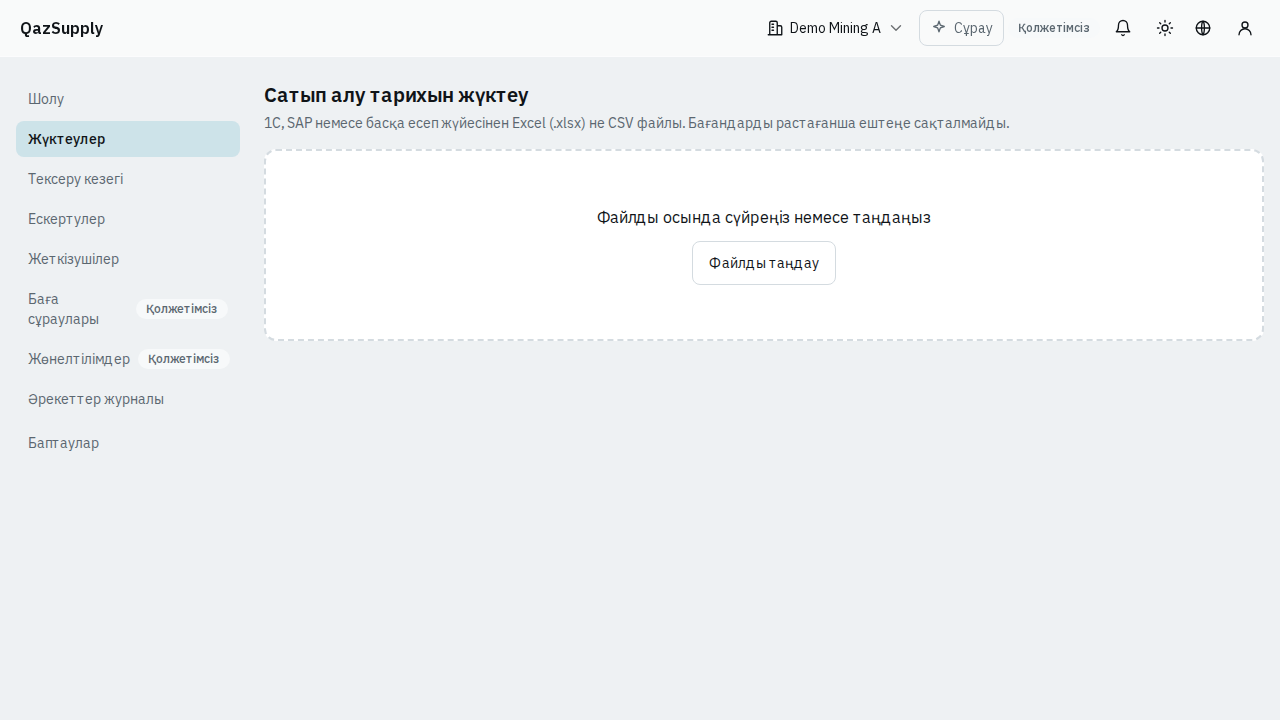 QazSupply
Demo Mining A
Сұрау
Қолжетімсіз
Шолу
Жүктеулер
Тексеру кезегі
Ескертулер
Жеткізушілер
Баға сұраулары
Қолжетімсіз
Жөнелтілімдер
Қолжетімсіз
Әрекеттер журналы
Баптаулар
Сатып алу тарихын жүктеу
1С, SAP немесе басқа есеп жүйесінен Excel (.xlsx) не CSV файлы. Бағандарды растағанша ештеңе сақталмайды.
Файлды осында сүйреңіз немесе таңдаңыз
Файлды таңдау